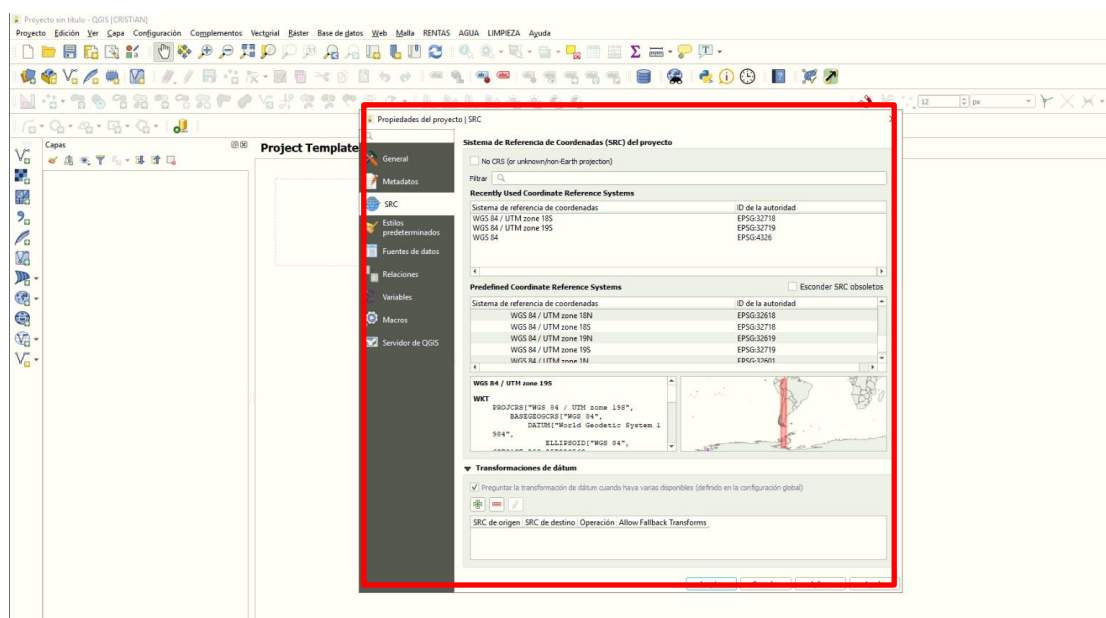 Proyecto sin título - QGIS [CRISTIAN]
Proyecto Edición Ver Capa Configuración Complementos Vectorial Ráster Base de datos Web Malla RENTAS AGUA LIMPIEZA Ayuda
12 px
Capas
Project Template
Propiedades del proyecto | SRC
General
Metadatos
SRC
Estilos predeterminados
Fuentes de datos
Relaciones
Variables
Macros
Servidor de QGIS
Sistema de Referencia de Coordenadas (SRC) del proyecto
No CRS (or unknown/non-Earth projection)
Filtrar
Recently Used Coordinate Reference Systems
Sistema de referencia de coordenadas ID de la autoridad
WGS 84 / UTM zone 18S EPSG:32718
WGS 84 / UTM zone 19S EPSG:32719
WGS 84 EPSG:4326
Predefined Coordinate Reference Systems Esconder SRC obsoletos
Sistema de referencia de coordenadas ID de la autoridad
WGS 84 / UTM zone 18N EPSG:32618
WGS 84 / UTM zone 18S EPSG:32718
WGS 84 / UTM zone 19N EPSG:32619
WGS 84 / UTM zone 19S EPSG:32719
WGS 84 / UTM zone 1N EPSG:32601
WGS 84 / UTM zone 19S
WKT
PROJCRS["WGS 84 / UTM zone 19S",
BASEGEOGCRS["WGS 84",
DATUM["World Geodetic System 1
984",
ELLIPSOID["WGS 84",
Transformaciones de dátum
Preguntar la transformación de dátum cuando haya varias disponibles (definido en la configuración global)
SRC de origen SRC de destino Operación Allow Fallback Transforms